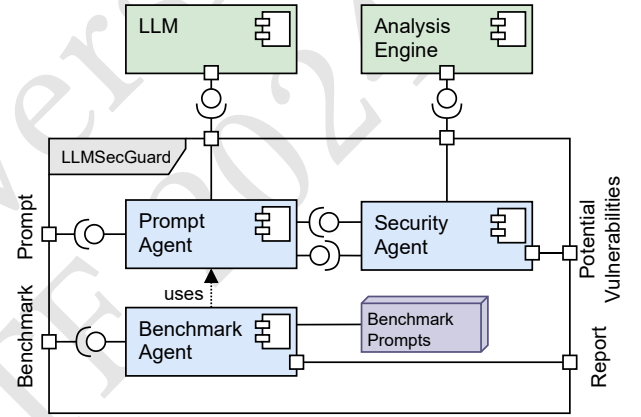 LLM
Analysis
Engine
LLMSecGuard
Prompt
Prompt
Agent
Security
Agent
Potential
Vulnerabilities
uses
Benchmark
Benchmark
Agent
Benchmark
Prompts
Report